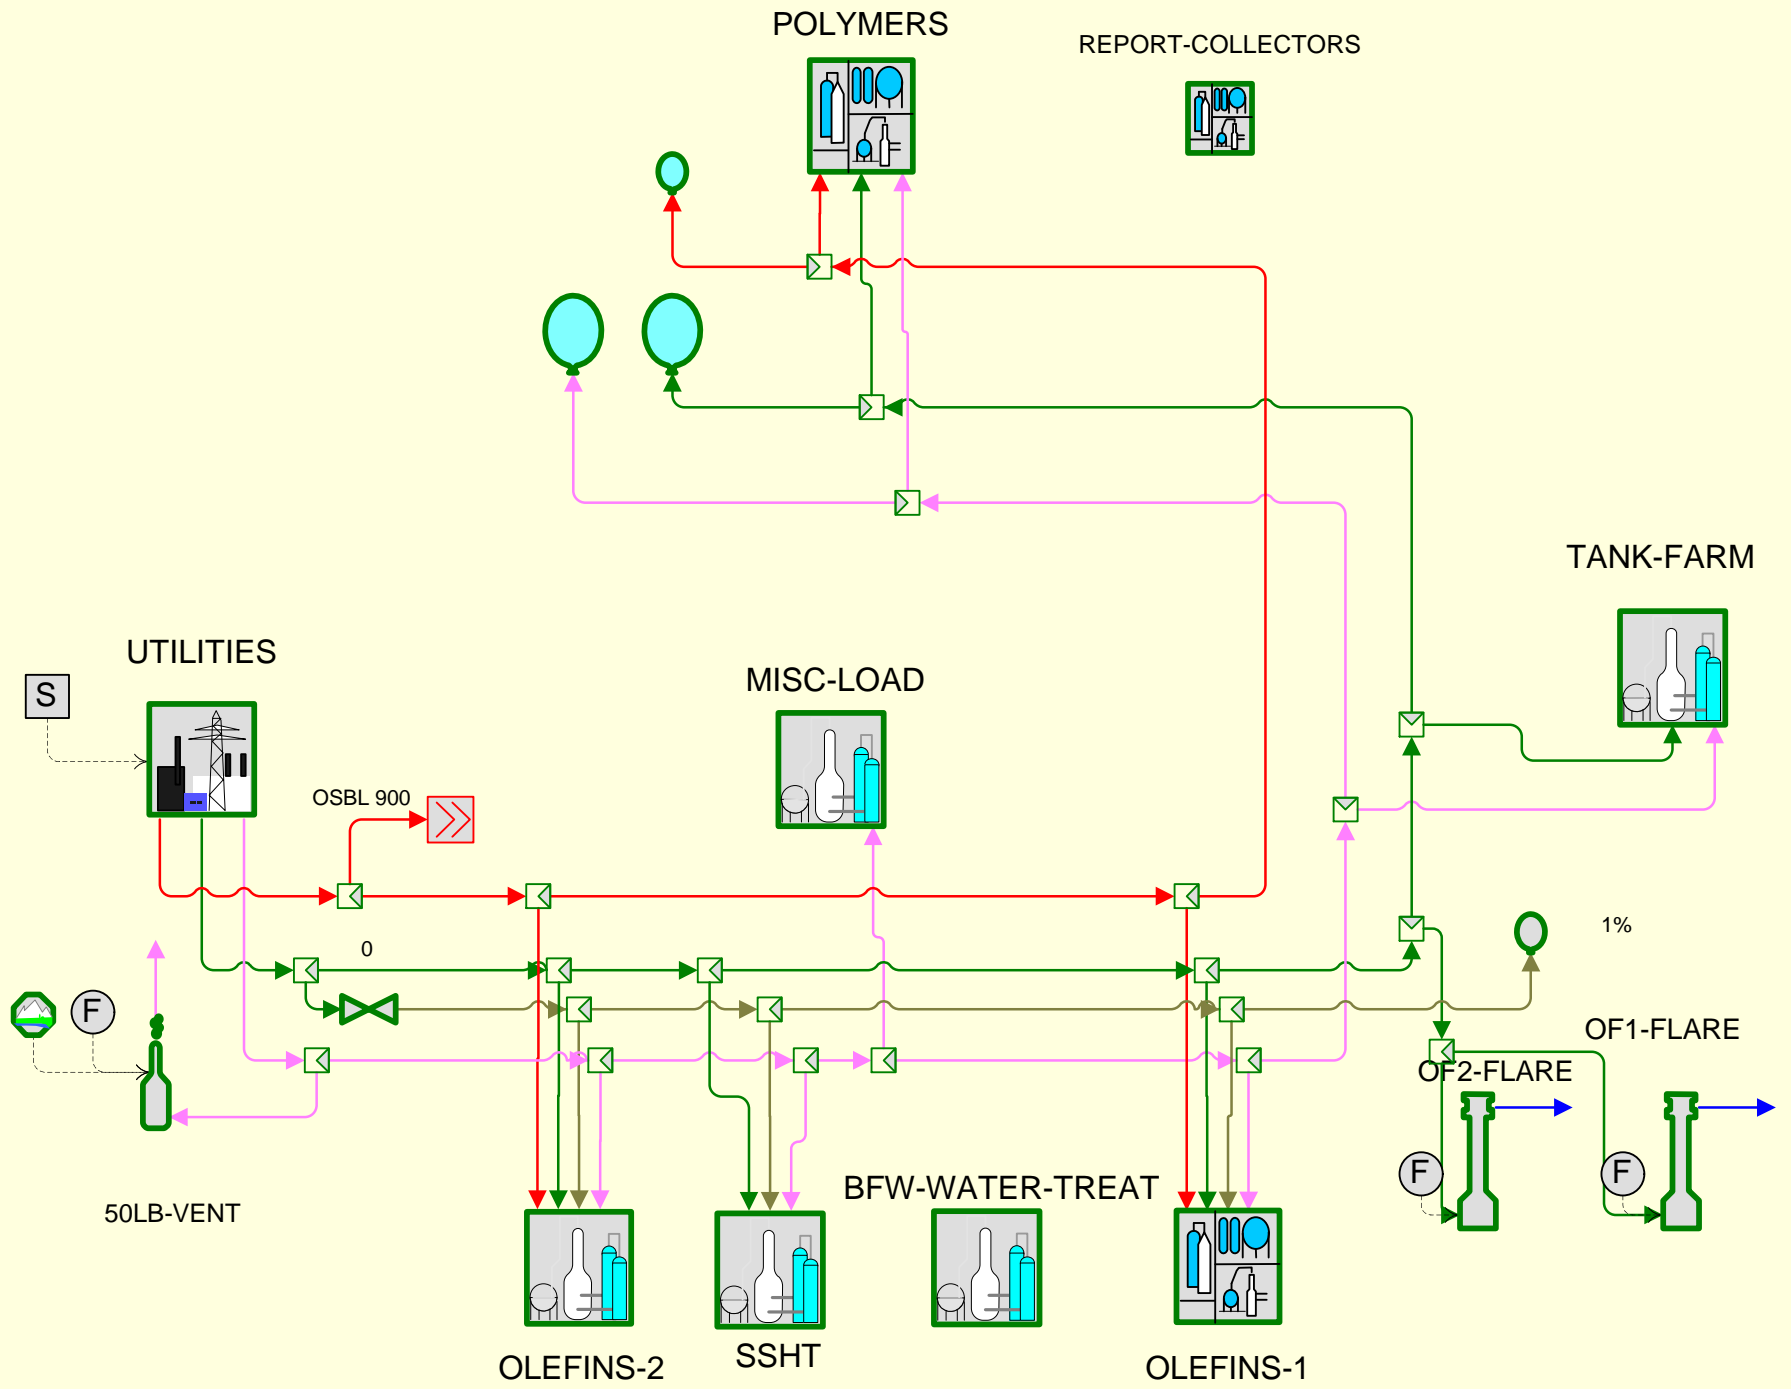 POLYMERS
REPORT-COLLECTORS
TANK-FARM
UTILITIES
MISC-LOAD
S
OSBL 900
0
1%
F
OF1-FLARE
OF2-FLARE
F
F
BFW-WATER-TREAT
50LB-VENT
SSHT
OLEFINS-2
OLEFINS-1